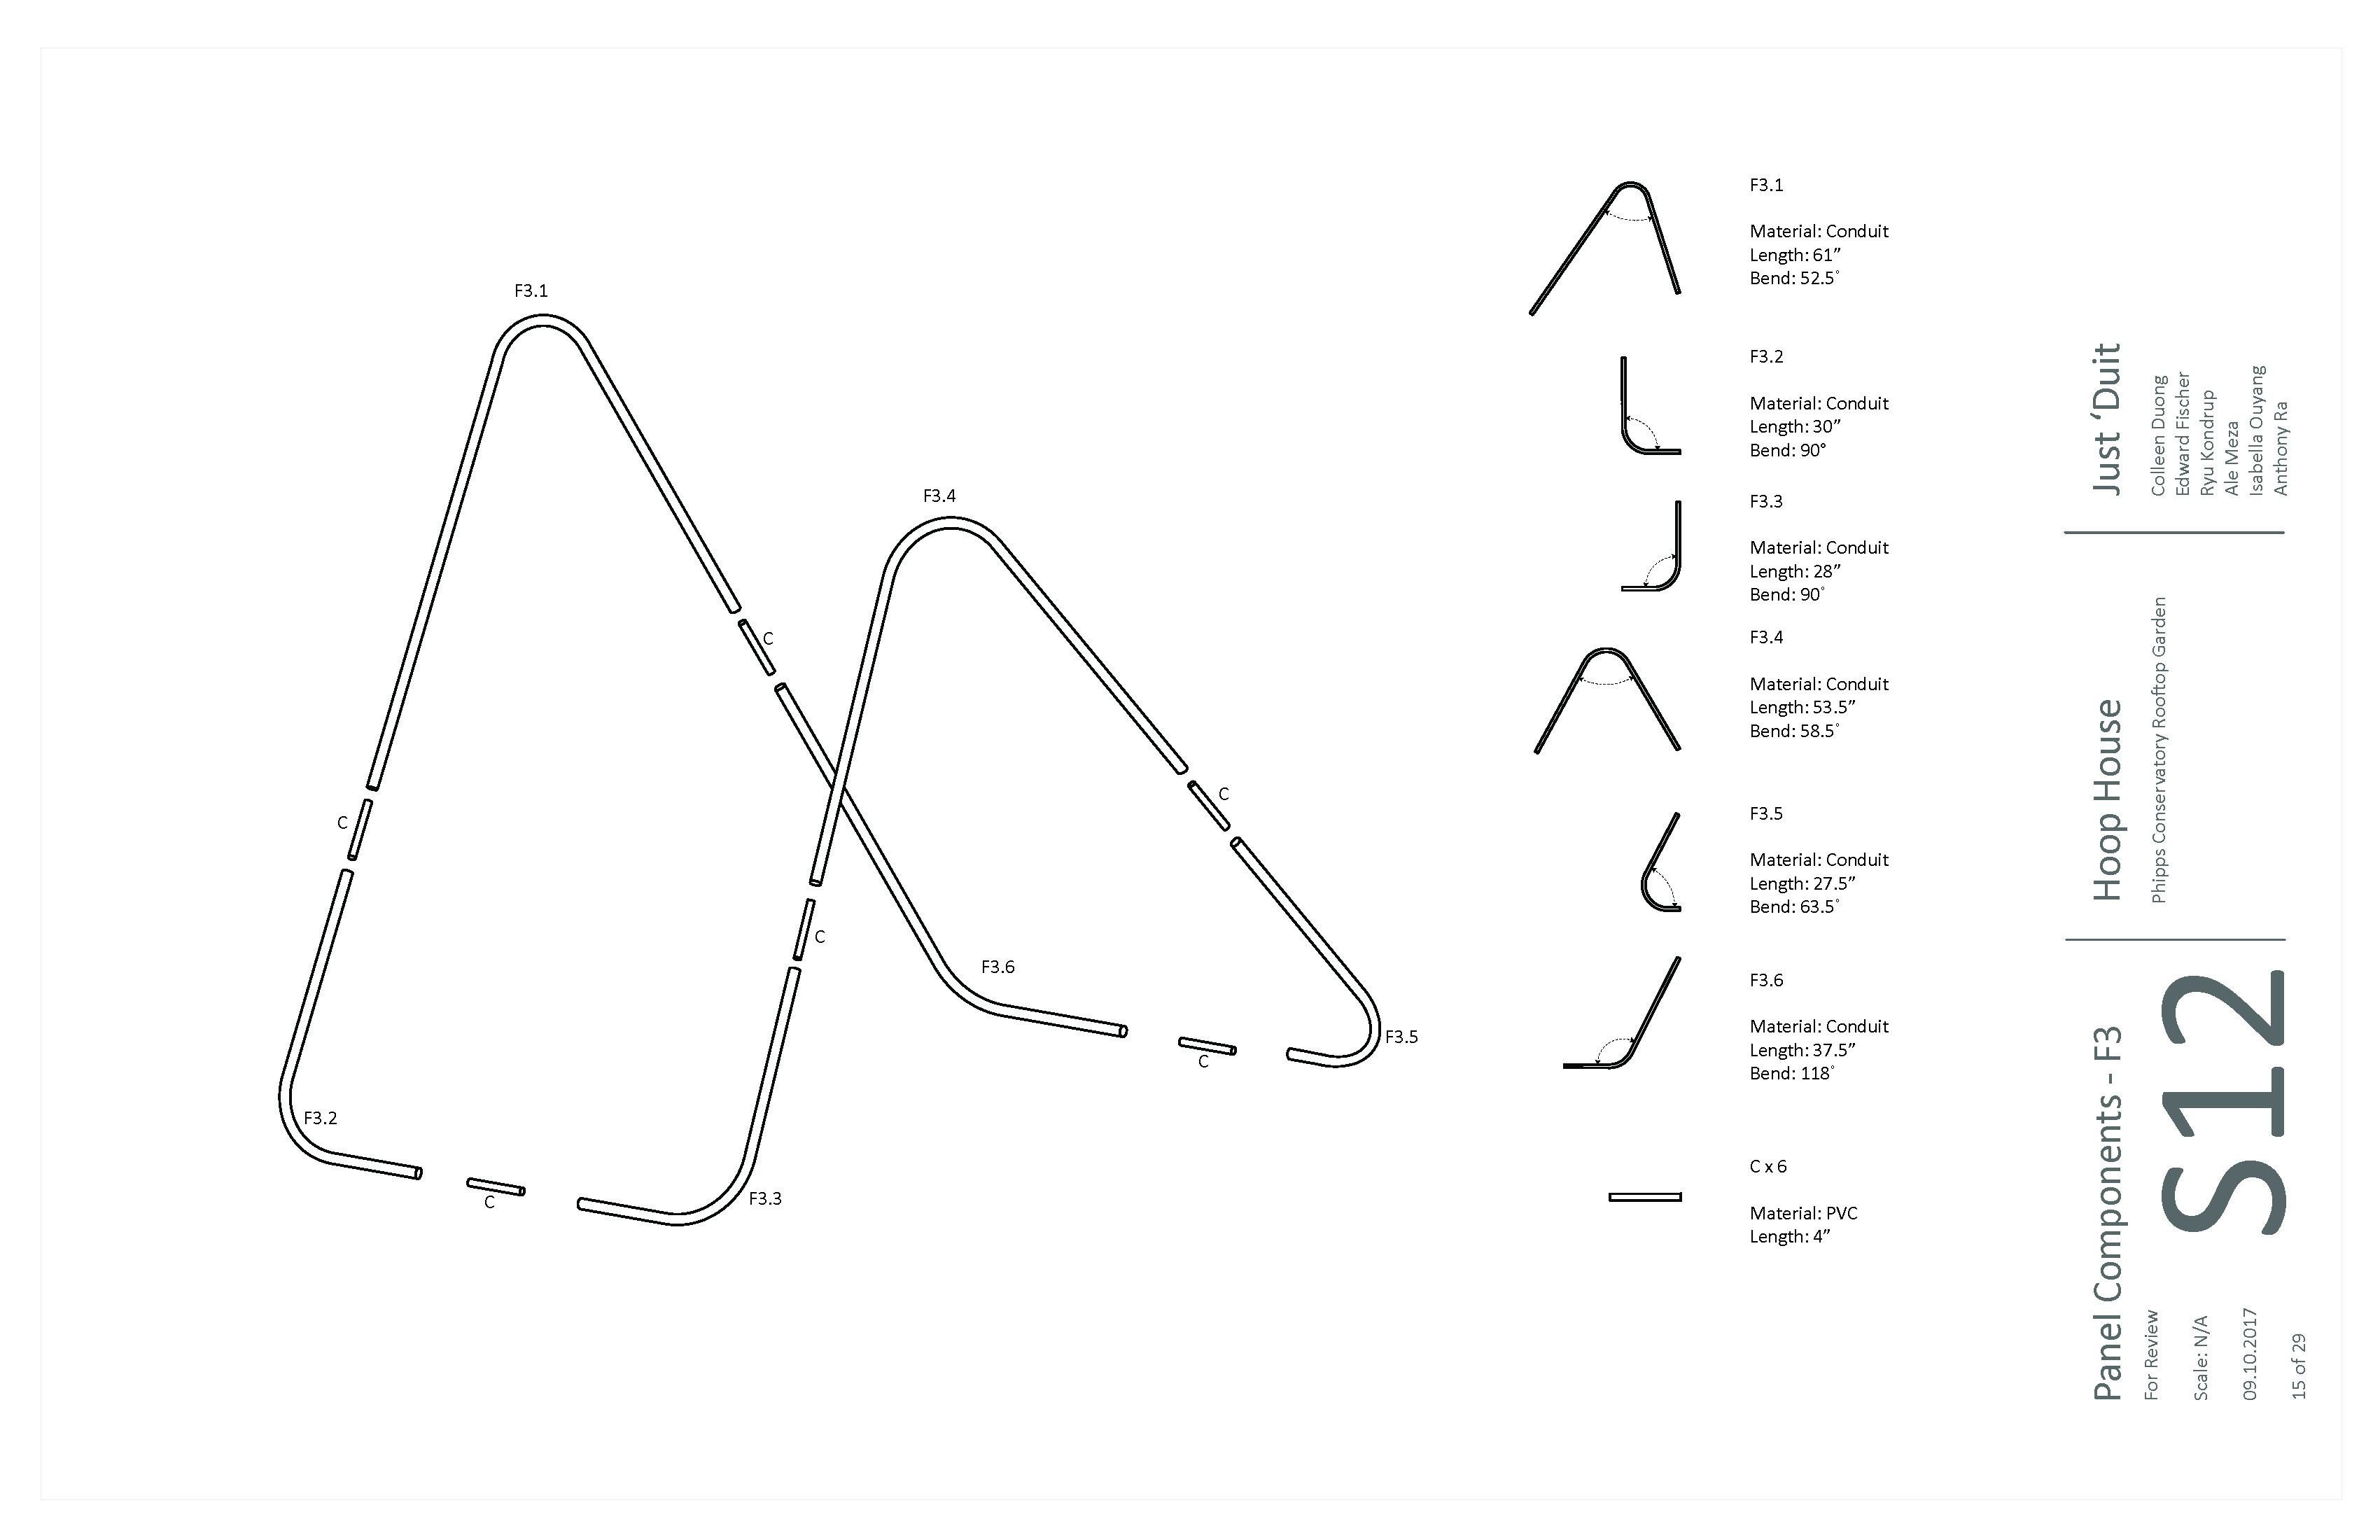 F3.1
F3.4
C
C
C
C
F3.6
F3.5
C
F3.2
F3.3
C
F3.1
Material: Conduit
Length: 61”
Bend: 52.5˚
F3.2
Material: Conduit
Length: 30”
Bend: 90°
F3.3
Material: Conduit
Length: 28”
Bend: 90˚
F3.4
Material: Conduit
Length: 53.5”
Bend: 58.5˚
F3.5
Material: Conduit
Length: 27.5”
Bend: 63.5˚
F3.6
Material: Conduit
Length: 37.5”
Bend: 118˚
C x 6
Material: PVC
Length: 4”
Just ‘Duit
Colleen Duong
Edward Fischer
Ryu Kondrup
Ale Meza
Isabella Ouyang
Anthony Ra
Hoop House
Phipps Conservatory Rooftop Garden
Panel Components - F3
For Review
Scale: N/A
09.10.2017
15 of 29
S12